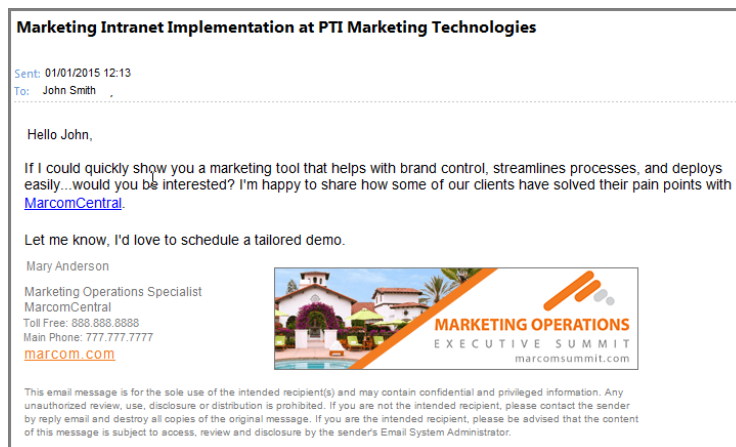 Marketing Intranet Implementation at PTI Marketing Technologies
Sent: 01/01/2015 12:13
To: John Smith
Hello John,
If I could quickly show you a marketing tool that helps with brand control, streamlines processes, and deploys
easily...would you be interested? I'm happy to share how some of our clients have solved their pain points with
MarcomCentral.
Let me know, I'd love to schedule a tailored demo.
Mary Anderson
Marketing Operations Specialist
MarcomCentral
Toll Free: 888.888.8888
Main Phone: 777.777.7777
marcom.com
MARKETING OPERATIONS
EXECUTIVE SUMMIT
marcomsummit.com
This email message is for the sole use of the intended recipient(s) and may contain confidential and privileged information. Any
unauthorized review, use, disclosure or distribution is prohibited. If you are not the intended recipient, please contact the sender
by reply email and destroy all copies of the original message. If you are the intended recipient, please be advised that the content
of this message is subject to access, review and disclosure by the sender's Email System Administrator.